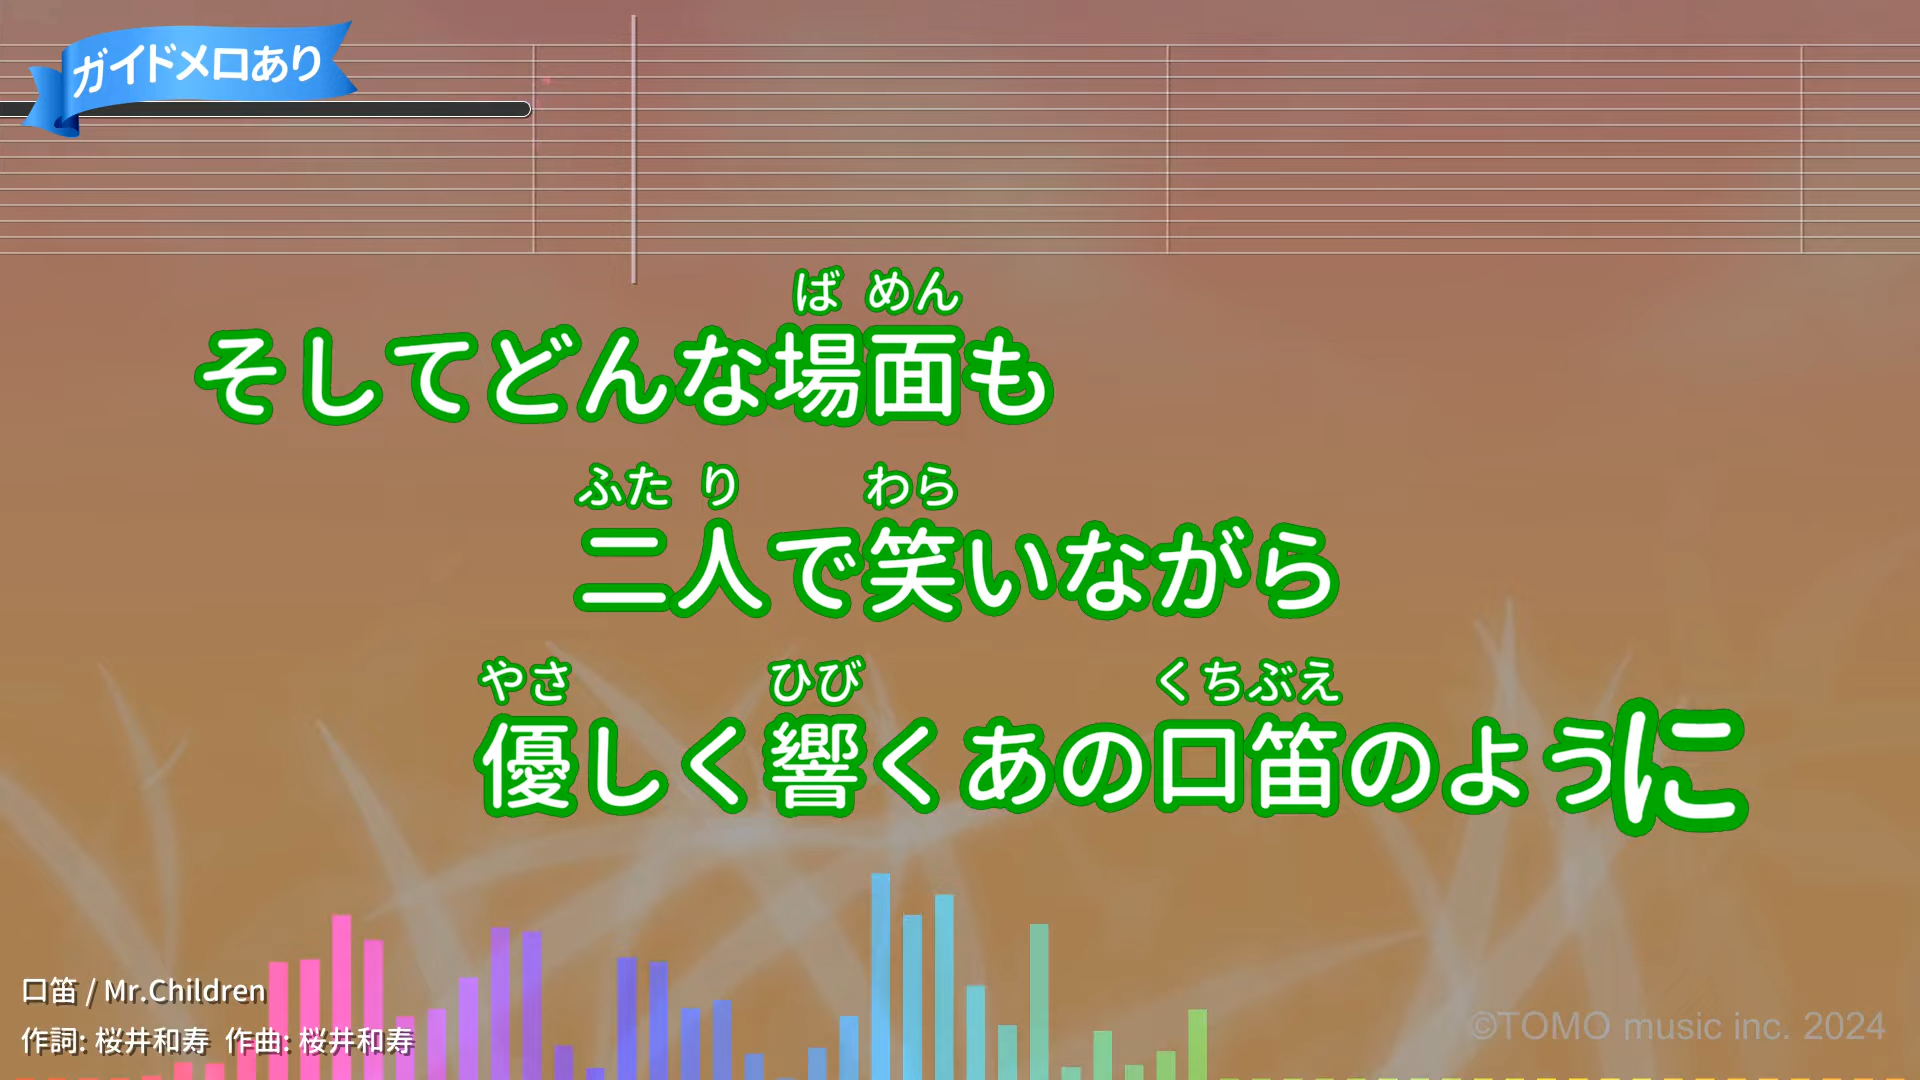 ガイドメロあり
ば めん
そしてどんな場面も
ふた り わら
二人で笑いながら
やさ ひび くちぶえ
優しく響くあの口笛のように
口笛 / Mr.Children
作詞: 桜井和寿 作曲: 桜井和寿
©TOMO music inc. 2024